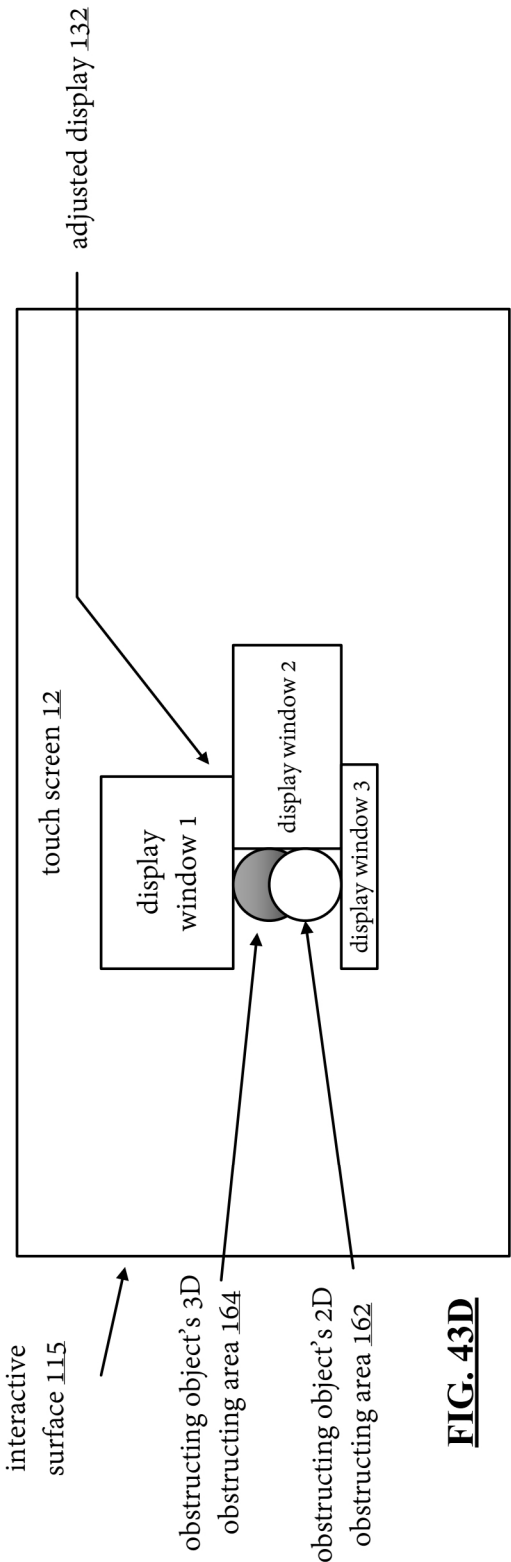 interactive
surface 115
touch screen 12
adjusted display 132
display
window 1
display window 2
display window 3
obstructing object's 3D
obstructing area 164
obstructing object's 2D
obstructing area 162
FIG. 43D